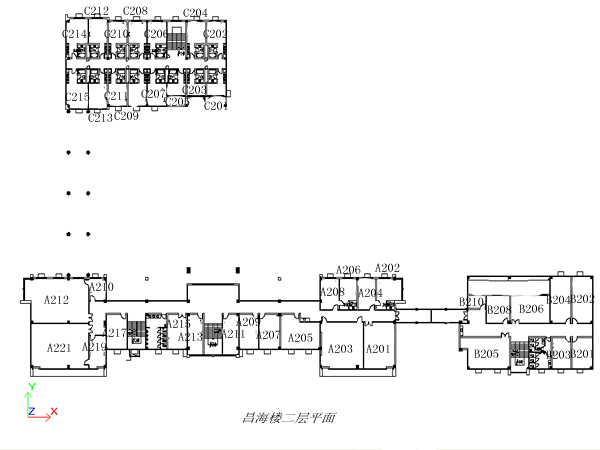 C212
C208
C204
C214
C210
C206
C202
C215
C211
C207
C203
C205
C201
C213
C209
A206
A202
A210
A208
A204
A212
B210
B208
B206
B204
B202
A217
A215
A213
A211
A209
A207
A205
A219
A221
A203
A201
B205
B203
B201
Y
Z
X
昌海楼二层平面